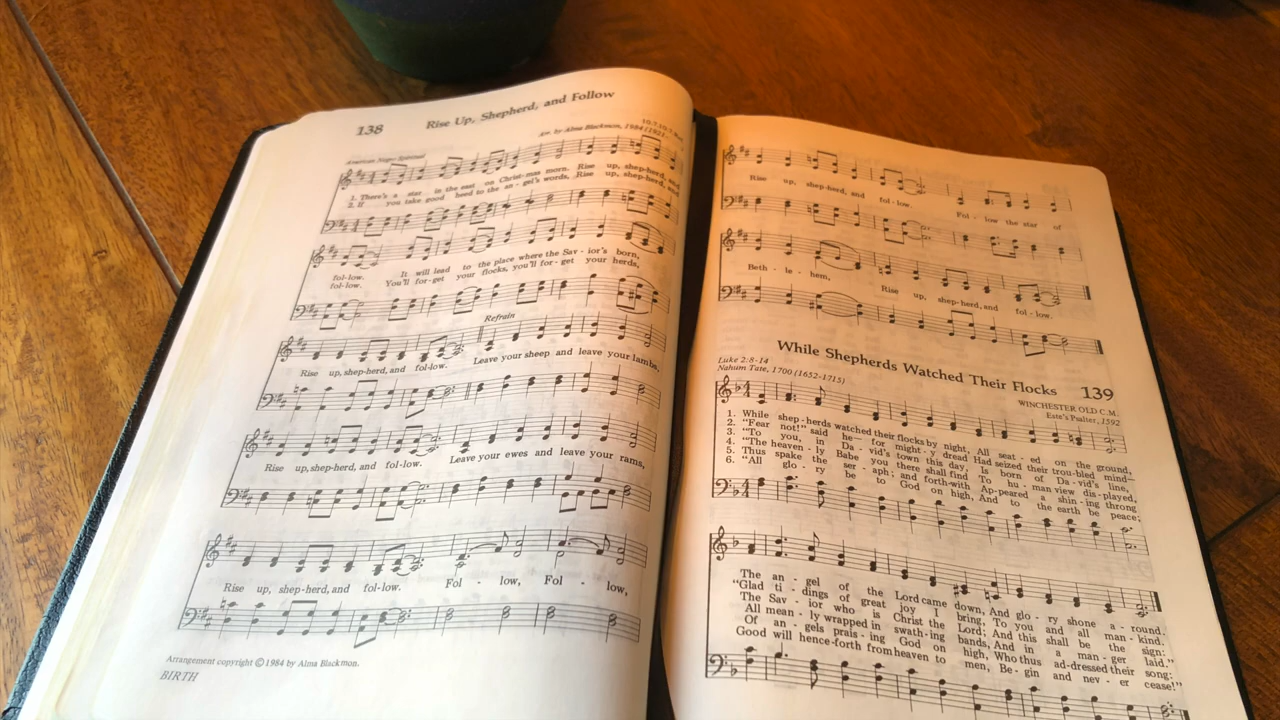 138 Rise Up, Shepherd, and Follow
10.7.10.7 Ref.
American Negro Spiritual arr. by Alma Blackmon, 1984 (1921-
1. There's a star in the east on Christ-mas morn. Rise up, shep-herd, and
2. If you take good heed to the an-gel's words, Rise up, shep-herd, and
fol-low. It will lead to the place where the Sav-ior's born,
fol-low. You'll for-get your flocks, you'll for-get your herds,
Refrain
Rise up, shep-herd, and fol-low. Leave your sheep and leave your lambs,
Rise up, shep-herd, and fol-low. Leave your ewes and leave your rams,
Rise up, shep-herd, and fol-low. Fol - low, Fol - low,
Arrangement copyright © 1984 by Alma Blackmon.
BIRTH
Rise up, shep-herd, and fol-low. Fol-low the star of
Beth - le - hem, Rise up, shep-herd, and fol-low.
While Shepherds Watched Their Flocks 139
Luke 2:8-14
Nahum Tate, 1700 (1652-1715)
WINCHESTER OLD C.M.
Este's Psalter, 1592
1. While shep-herds watched their flocks by night, All seat-ed on the ground,
2. "Fear not!" said he— for might-y dread Had seized their trou-bled mind—
3. "To you, in Da-vid's town this day, Is born of Da-vid's line,
4. "The heaven-ly Babe you there shall find To hu-man view dis-played,
5. Thus spake the ser-aph; and forth-with Ap-peared a shin-ing throng
6. "All glo-ry be to God on high, And to the earth be peace;
The an-gel of the Lord came down, And glo-ry shone a-round.
"Glad ti-dings of great joy I bring; To you and all man-kind.
The Sav-ior who is Christ the Lord; And this shall be the sign:
All mean-ly wrapped in swath-ing bands, And in a man-ger laid."
Of an-gels prais-ing God on high, Who thus ad-dressed their song:
Good will hence-forth from heaven to men, Be-gin and nev-er cease!"